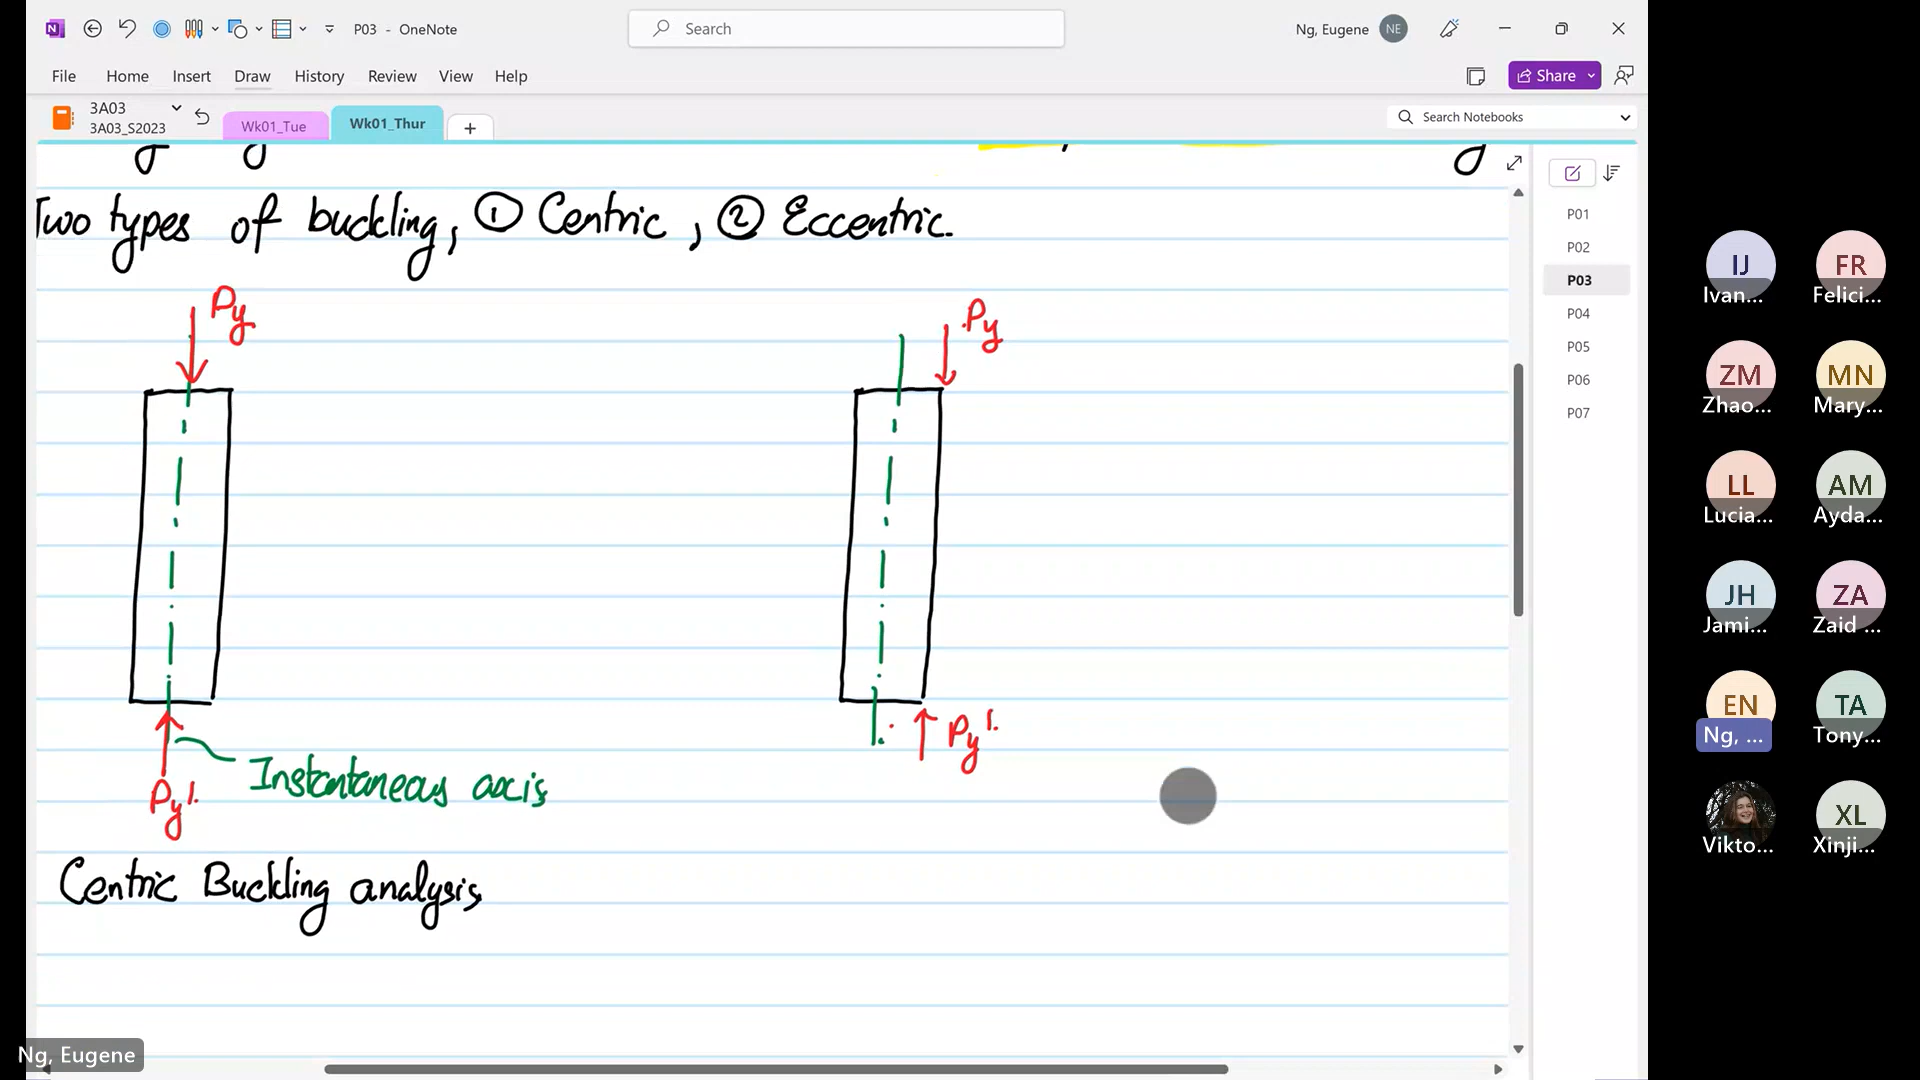 P03 - OneNote
Search
Ng, Eugene
NE
File Home Insert Draw History Review View Help
Share
3A03
3A03_S2023
Wk01_Tue
Wk01_Thur
Search Notebooks
Two types of buckling, ① Centric, ② Eccentric.
Py
Py
Py'.
Py'.
Instantaneous axis
Centric Buckling analysis
P01
P02
P03
P04
P05
P06
P07
IJ FR
Ivan... Felici...
ZM MN
Zhao... Mary...
LL AM
Lucia... Ayda...
JH ZA
Jami... Zaid ...
EN TA
Ng, ... Tony...
XL
Vikto... Xinji...
Ng, Eugene